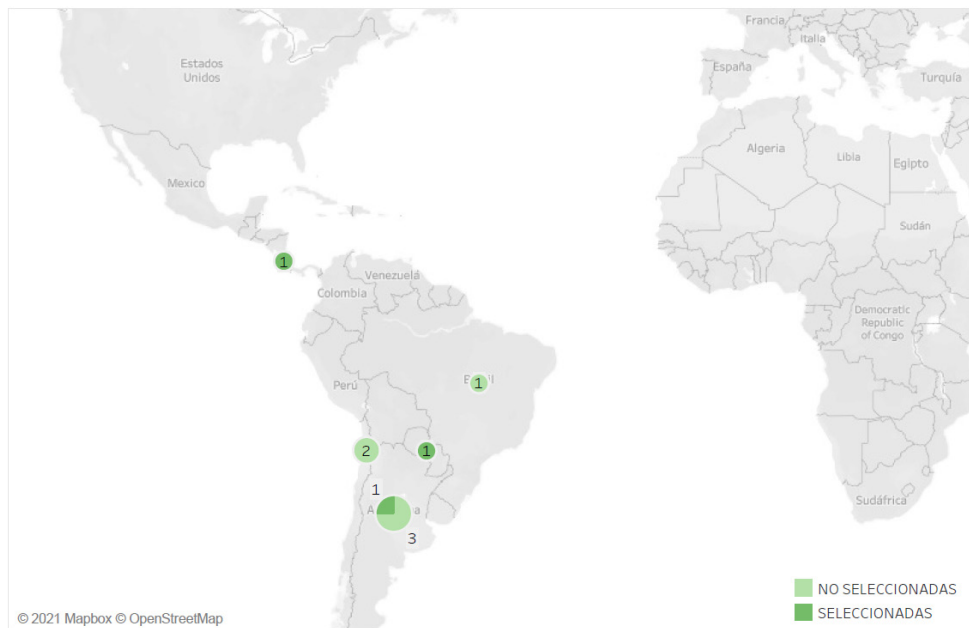 Francia
Italia
Estados
Unidos
España
Turquía
Algeria
Libia
Egipto
Mexico
Sudán
1
Venezuela
Colombia
Democratic
Republic
of Congo
Perú
1
2
1
1
3
Sudáfrica
NO SELECCIONADAS
SELECCIONADAS
© 2021 Mapbox © OpenStreetMap